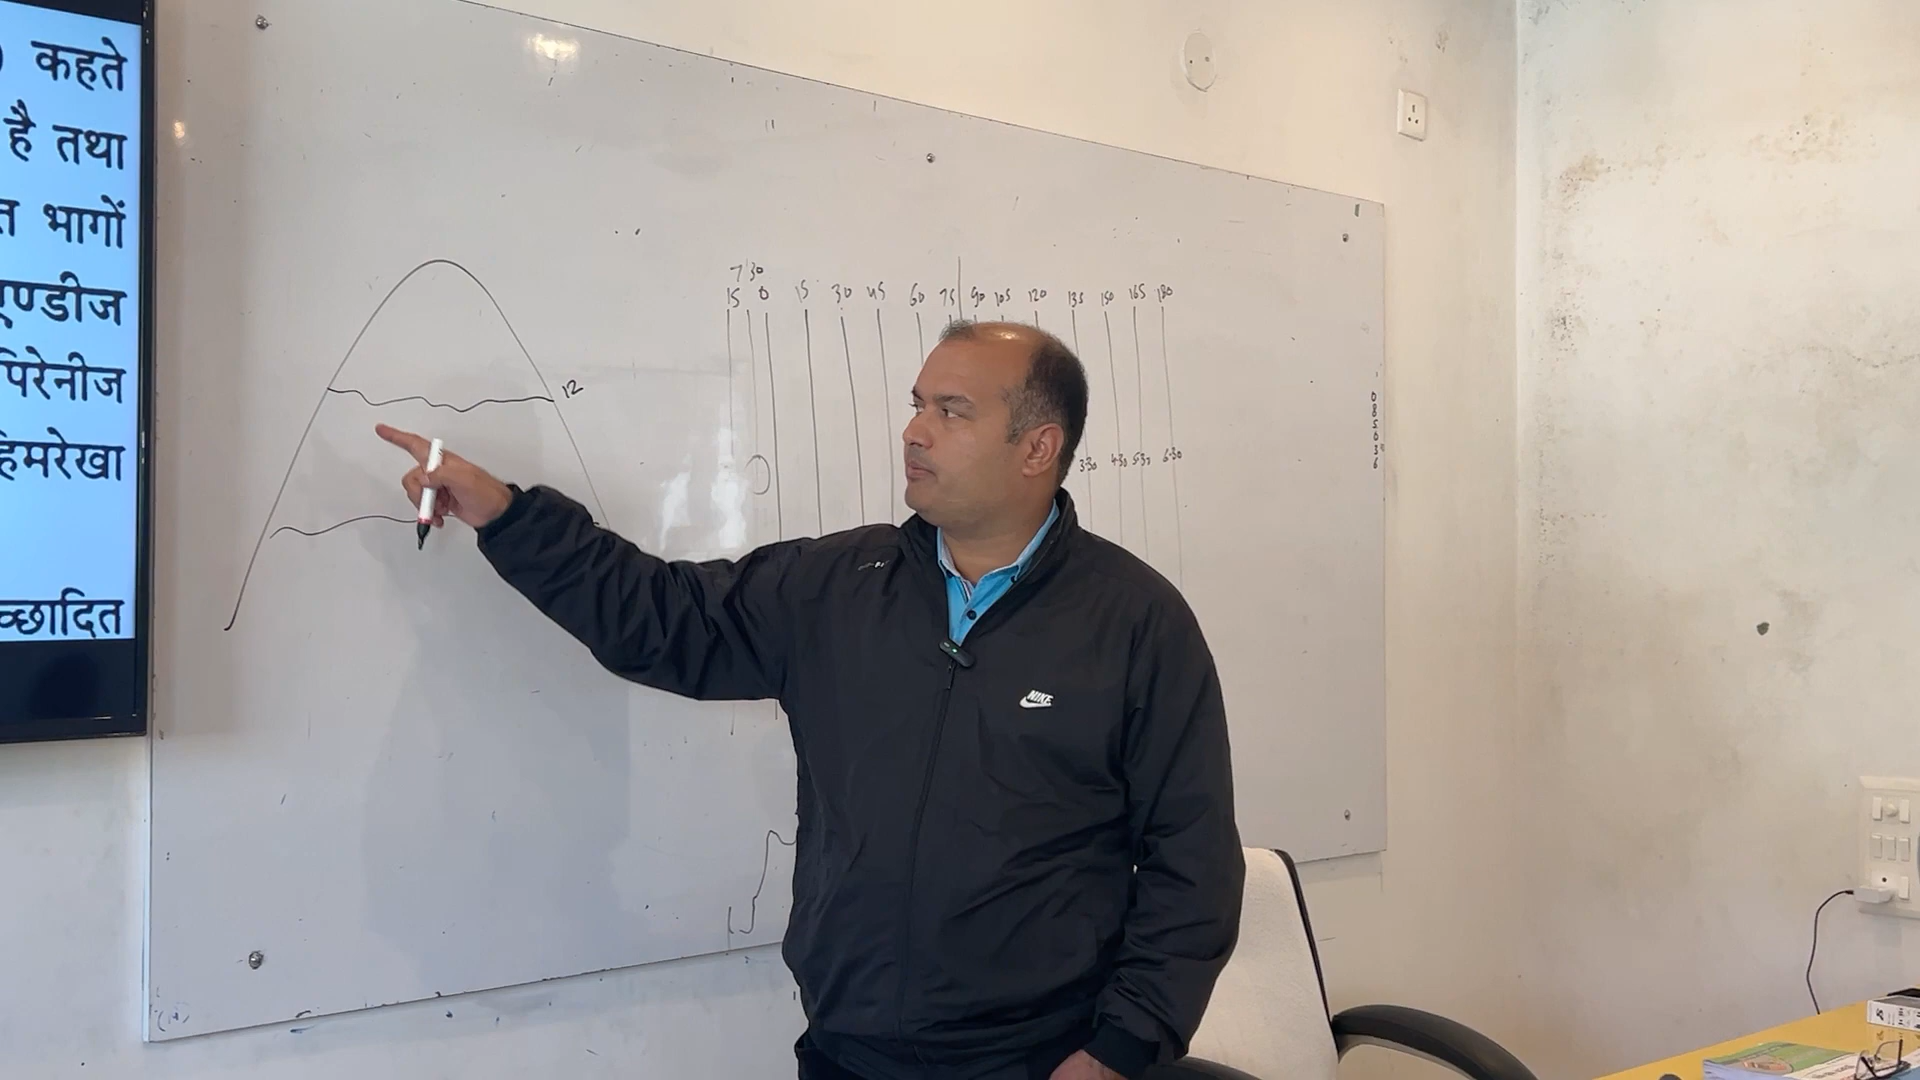 कहते
है तथा
भागों
एण्डीज
पिरेनीज
हिमरेखा
च्छादित
7/30
15 0 15 30 45 60 75 90 105 120 135 150 165 180
12
3-30 4-30 5-30 6-30
NIKE